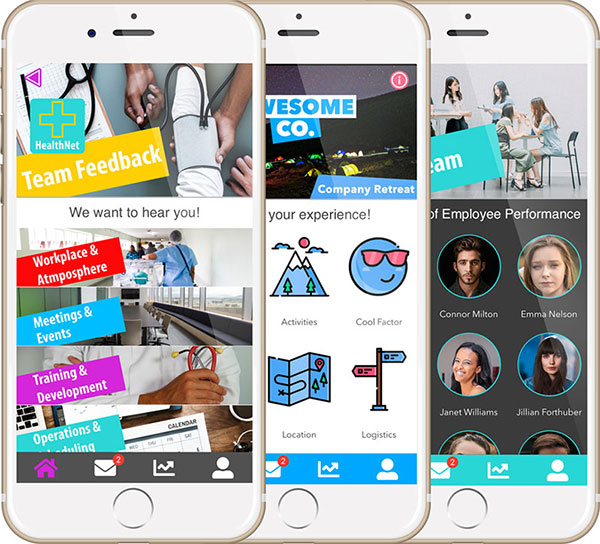 HealthNet
Team Feedback
We want to hear you!
Workplace &
Atmposphere
Meetings &
Events
Training &
Development
CALENDAR
Operations &
Scheduling
2
WESOME
CO.
Company Retreat
your experience!
Activities
Cool Factor
Location
Logistics
2
eam
of Employee Performance
Connor Milton
Emma Nelson
Janet Williams
Jillian Forthuber
2